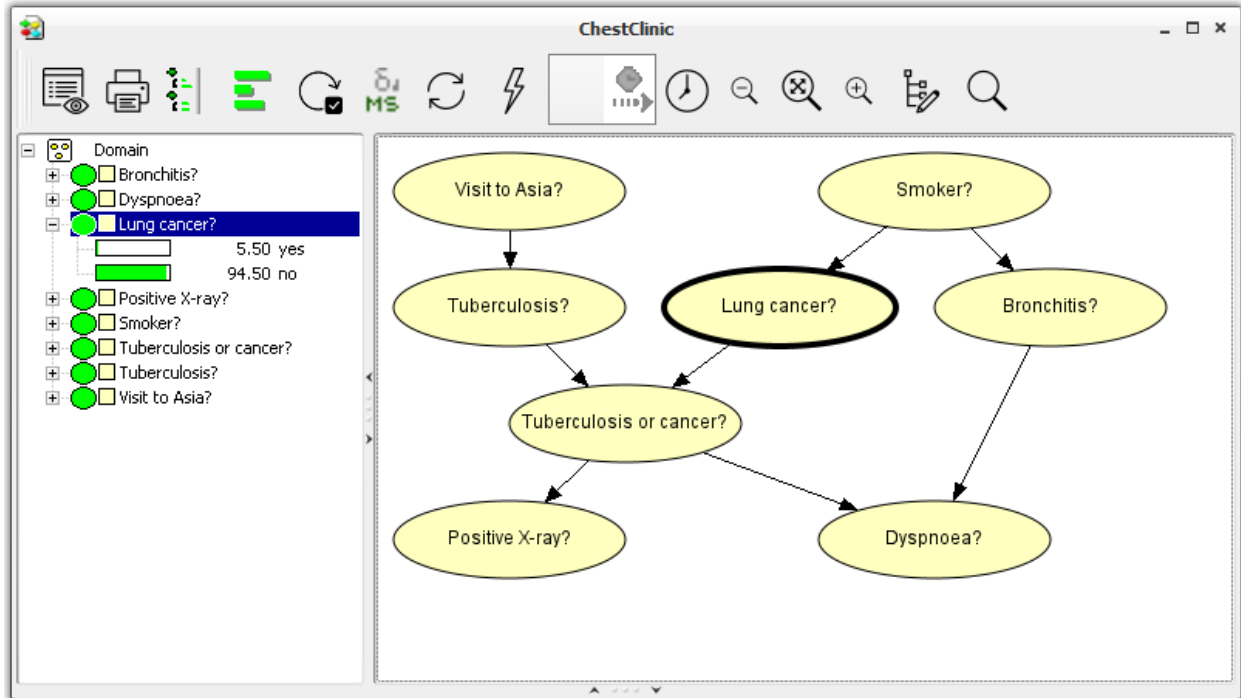 ChestClinic
δ
MS
Domain
Bronchitis?
Dyspnoea?
Lung cancer?
5.50 yes
94.50 no
Positive X-ray?
Smoker?
Tuberculosis or cancer?
Tuberculosis?
Visit to Asia?
Visit to Asia?
Smoker?
Tuberculosis?
Lung cancer?
Bronchitis?
Tuberculosis or cancer?
Positive X-ray?
Dyspnoea?